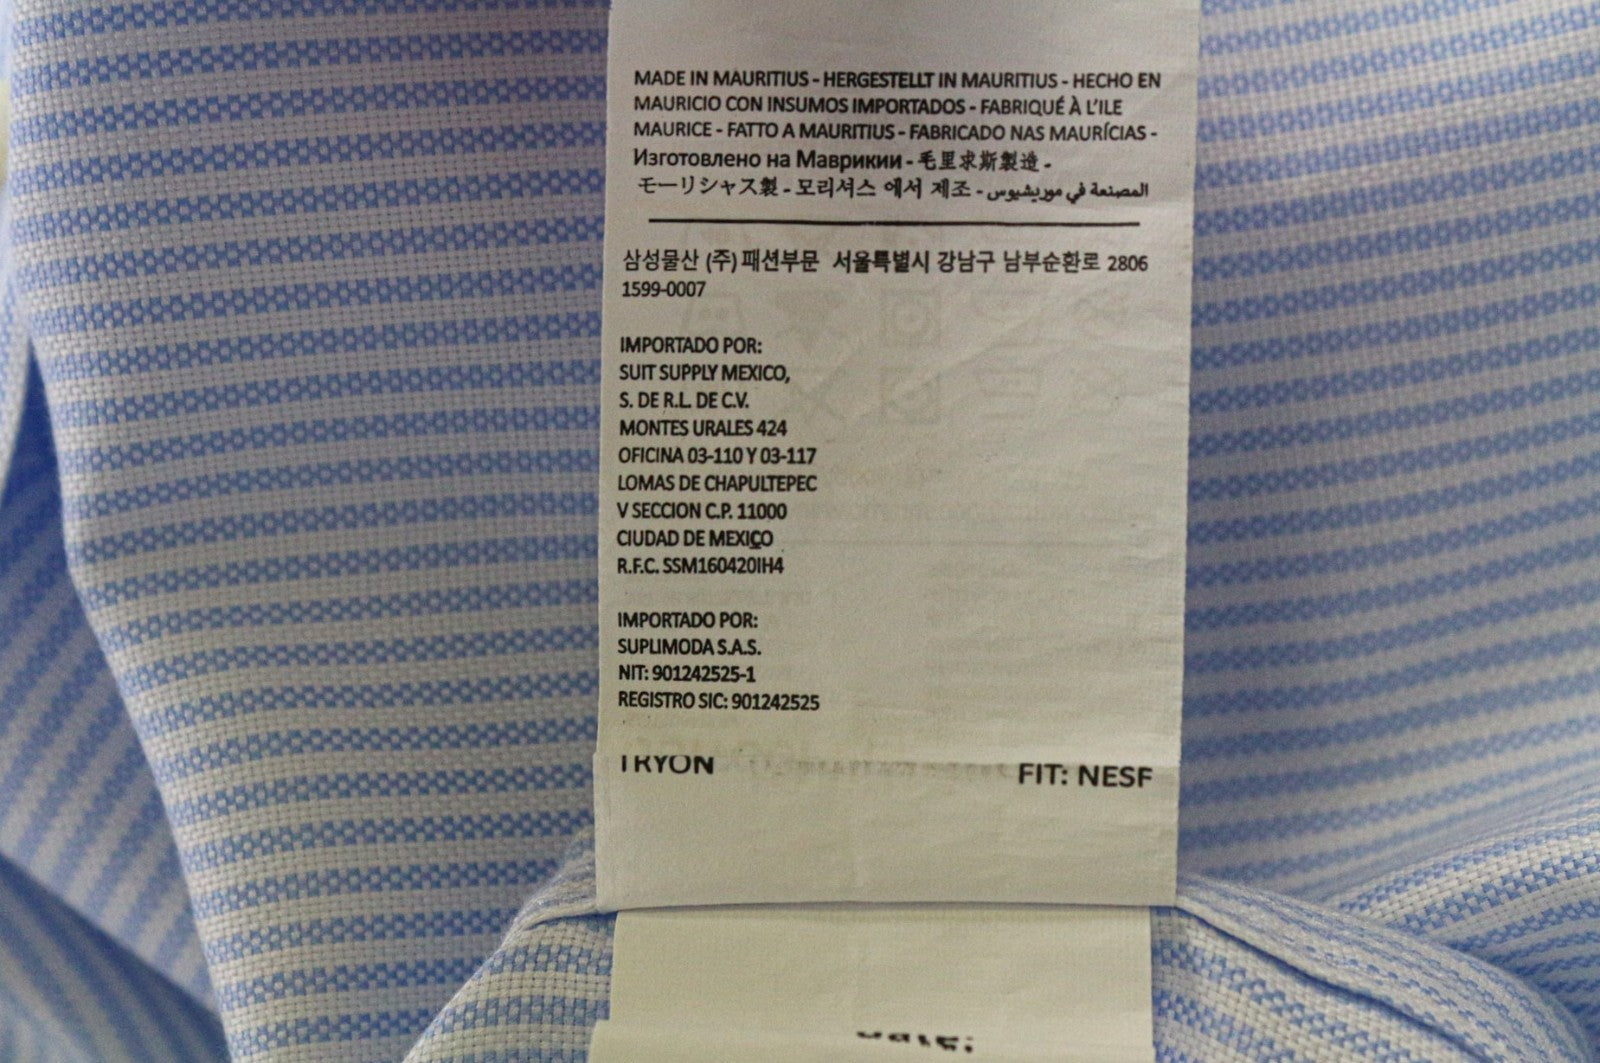 MADE IN MAURITIUS - HERGESTELLT IN MAURITIUS - HECHO EN
MAURICIO CON INSUMOS IMPORTADOS - FABRIQUÉ À L'ILE
MAURICE - FATTO A MAURITIUS - FABRICADO NAS MAURÍCIAS -
Изготовлено на Маврикии - 毛里求斯製造 -
モーリシャス製 - 모리셔스 에서 제조 - المصنعة في موريشيوس
삼성물산 (주) 패션부문 서울특별시 강남구 남부순환로 2806
1599-0007
IMPORTADO POR:
SUIT SUPPLY MEXICO,
S. DE R.L. DE C.V.
MONTES URALES 424
OFICINA 03-110 Y 03-117
LOMAS DE CHAPULTEPEC
V SECCION C.P. 11000
CIUDAD DE MEXICO
R.F.C. SSM160420IH4
IMPORTADO POR:
SUPLIMODA S.A.S.
NIT: 901242525-1
REGISTRO SIC: 901242525
TRYON FIT: NESF